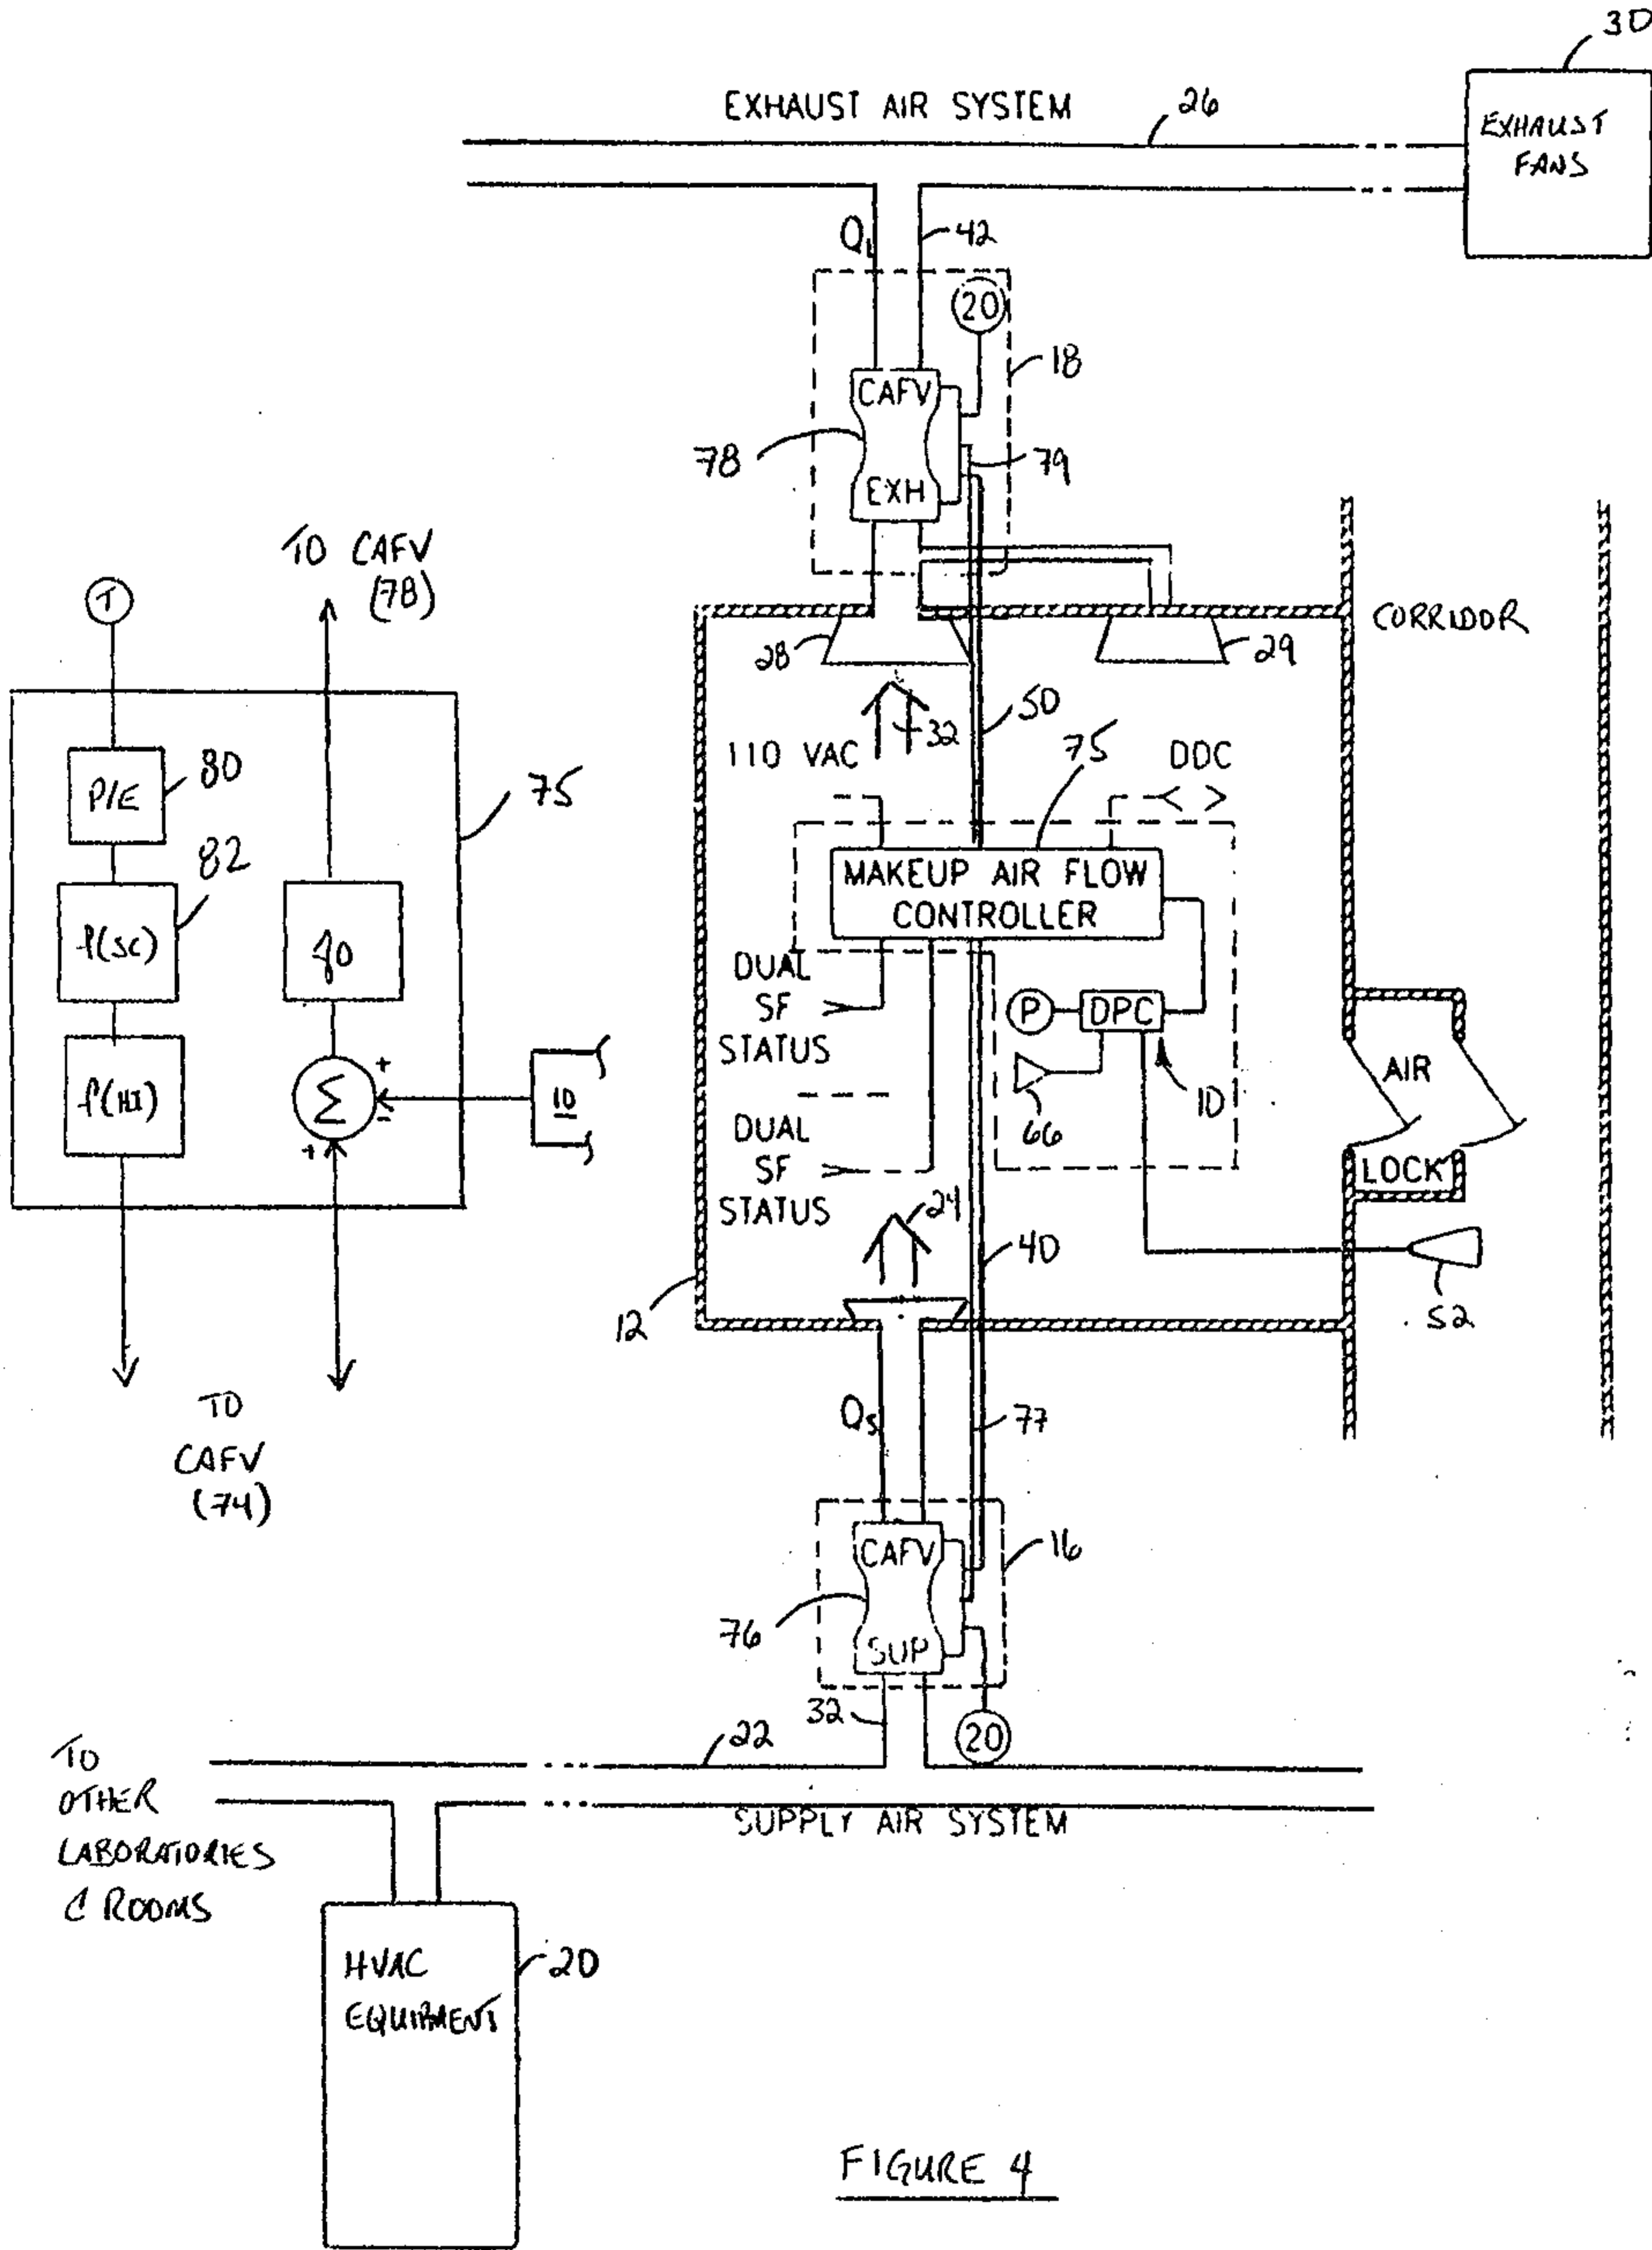 30
EXHAUST AIR SYSTEM
26
EXHAUST
FANS
42
20
18
CAFV
78
79
EXH
TO CAFV
(78)
T
CORRIDOR
28
29
32
50
110 VAC
75
DDC
P/E
80
75
82
MAKEUP AIR FLOW
CONTROLLER
f(SC)
DUAL
SF
STATUS
P
DPC
+
Σ
-
+
10
AIR
10
66
DUAL
SF
STATUS
LOCK
24
40
12
52
TO
CAFV
(74)
QS
77
CAFV
16
76
SUP
32
20
22
TO
OTHER
LABORATORIES
SUPPLY AIR SYSTEM
ROOMS
HVAC
EQUIPMENT
20
FIGURE 4